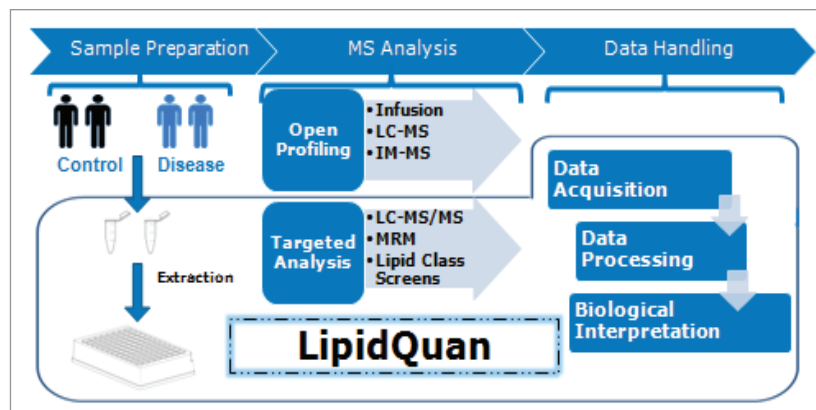 Sample Preparation
MS Analysis
Data Handling
Control
Disease
Extraction
Open
Profiling
•Infusion
•LC-MS
•IM-MS
Targeted
Analysis
•LC-MS/MS
•MRM
•Lipid Class
Screens
LipidQuan
Data
Acquisition
Data
Processing
Biological
Interpretation